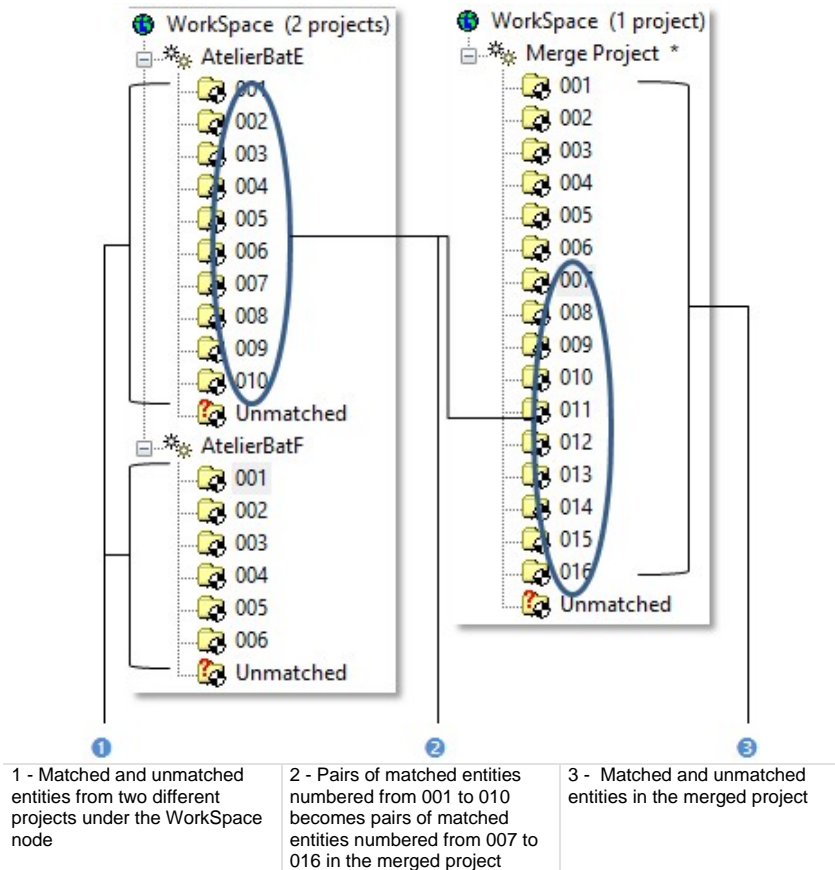 WorkSpace (2 projects)
AtelierBatE
001
002
003
004
005
006
007
008
009
010
Unmatched
AtelierBatF
001
002
003
004
005
006
Unmatched
WorkSpace (1 project)
Merge Project *
001
002
003
004
005
006
007
008
009
010
011
012
013
014
015
016
Unmatched
1
2
3
1 - Matched and unmatched
entities from two different
projects under the WorkSpace
node
2 - Pairs of matched entities
numbered from 001 to 010
becomes pairs of matched
entities numbered from 007 to
016 in the merged project
3 - Matched and unmatched
entities in the merged project